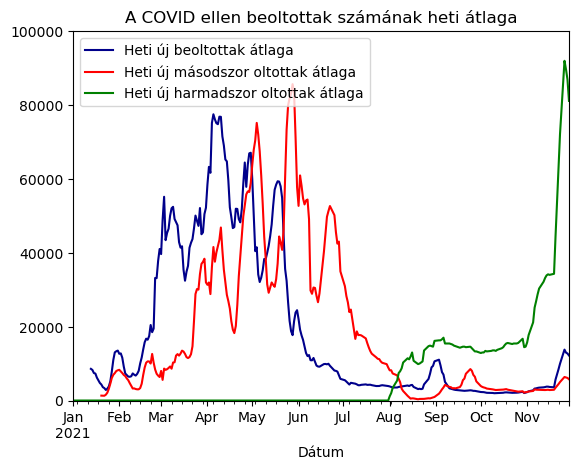 A COVID ellen beoltottak számának heti átlaga
Heti új beoltottak átlaga
Heti új másodszor oltottak átlaga
Heti új harmadszor oltottak átlaga
100000
80000
60000
40000
20000
0
Jan Feb Mar Apr May Jun Jul Aug Sep Oct Nov
2021
Dátum